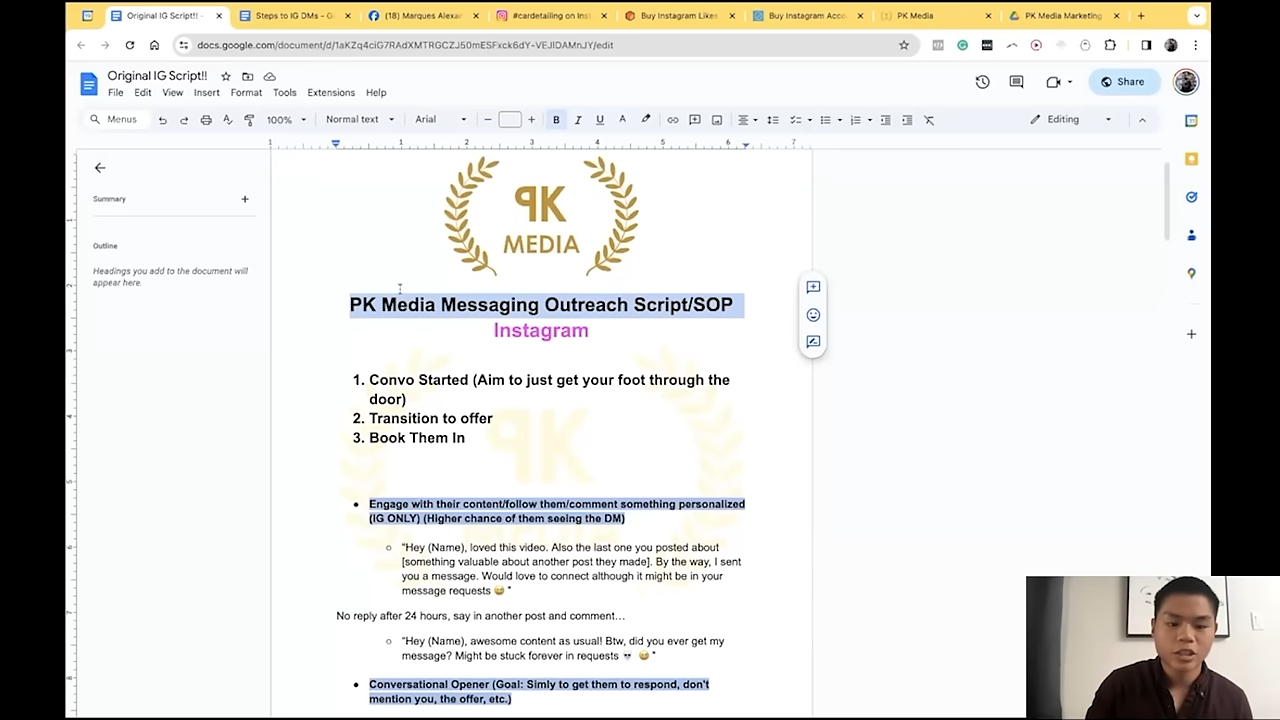 Original IG Script!! -
Steps to IG DMs – G
(18) Marques Alexar
#cardetailing on Inst
Buy Instagram Likes
Buy Instagram Acco
PK Media
PK Media Marketing
docs.google.com/document/d/1aKZq4ciG7RAdXMTRGCZJ50mESFxck6dY-VEJIDAMnJY/edit
Original IG Script!!
File Edit View Insert Format Tools Extensions Help
Share
Menus
100%
Normal text
Arial
Editing
1 1 2 3 4 5 6 7
Summary
Outline
Headings you add to the document will
appear here.
PK
MEDIA
PK Media Messaging Outreach Script/SOP
Instagram
1. Convo Started (Aim to just get your foot through the
door)
2. Transition to offer
3. Book Them In
• Engage with their content/follow them/comment something personalized
(IG ONLY) (Higher chance of them seeing the DM)
○ "Hey (Name), loved this video. Also the last one you posted about
[something valuable about another post they made]. By the way, I sent
you a message. Would love to connect although it might be in your
message requests 😅 "
No reply after 24 hours, say in another post and comment…
○ "Hey (Name), awesome content as usual! Btw, did you ever get my
message? Might be stuck forever in requests 💀 😅 "
• Conversational Opener (Goal: Simly to get them to respond, don't
mention you, the offer, etc.)